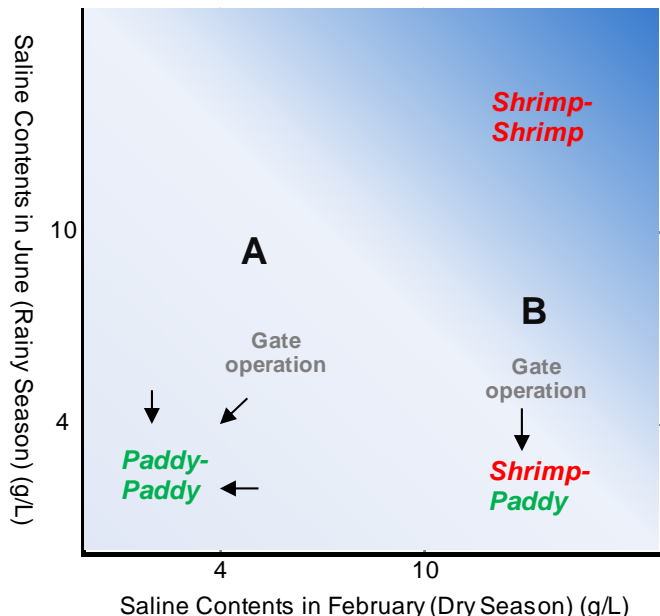 Saline Contents in June (Rainy Season) (g/L)
Shrimp-
Shrimp
10
A
B
Gate
operation
Gate
operation
4
Paddy-
Paddy
Shrimp-
Paddy
4
10
Saline Contents in February (Dry Season) (g/L)